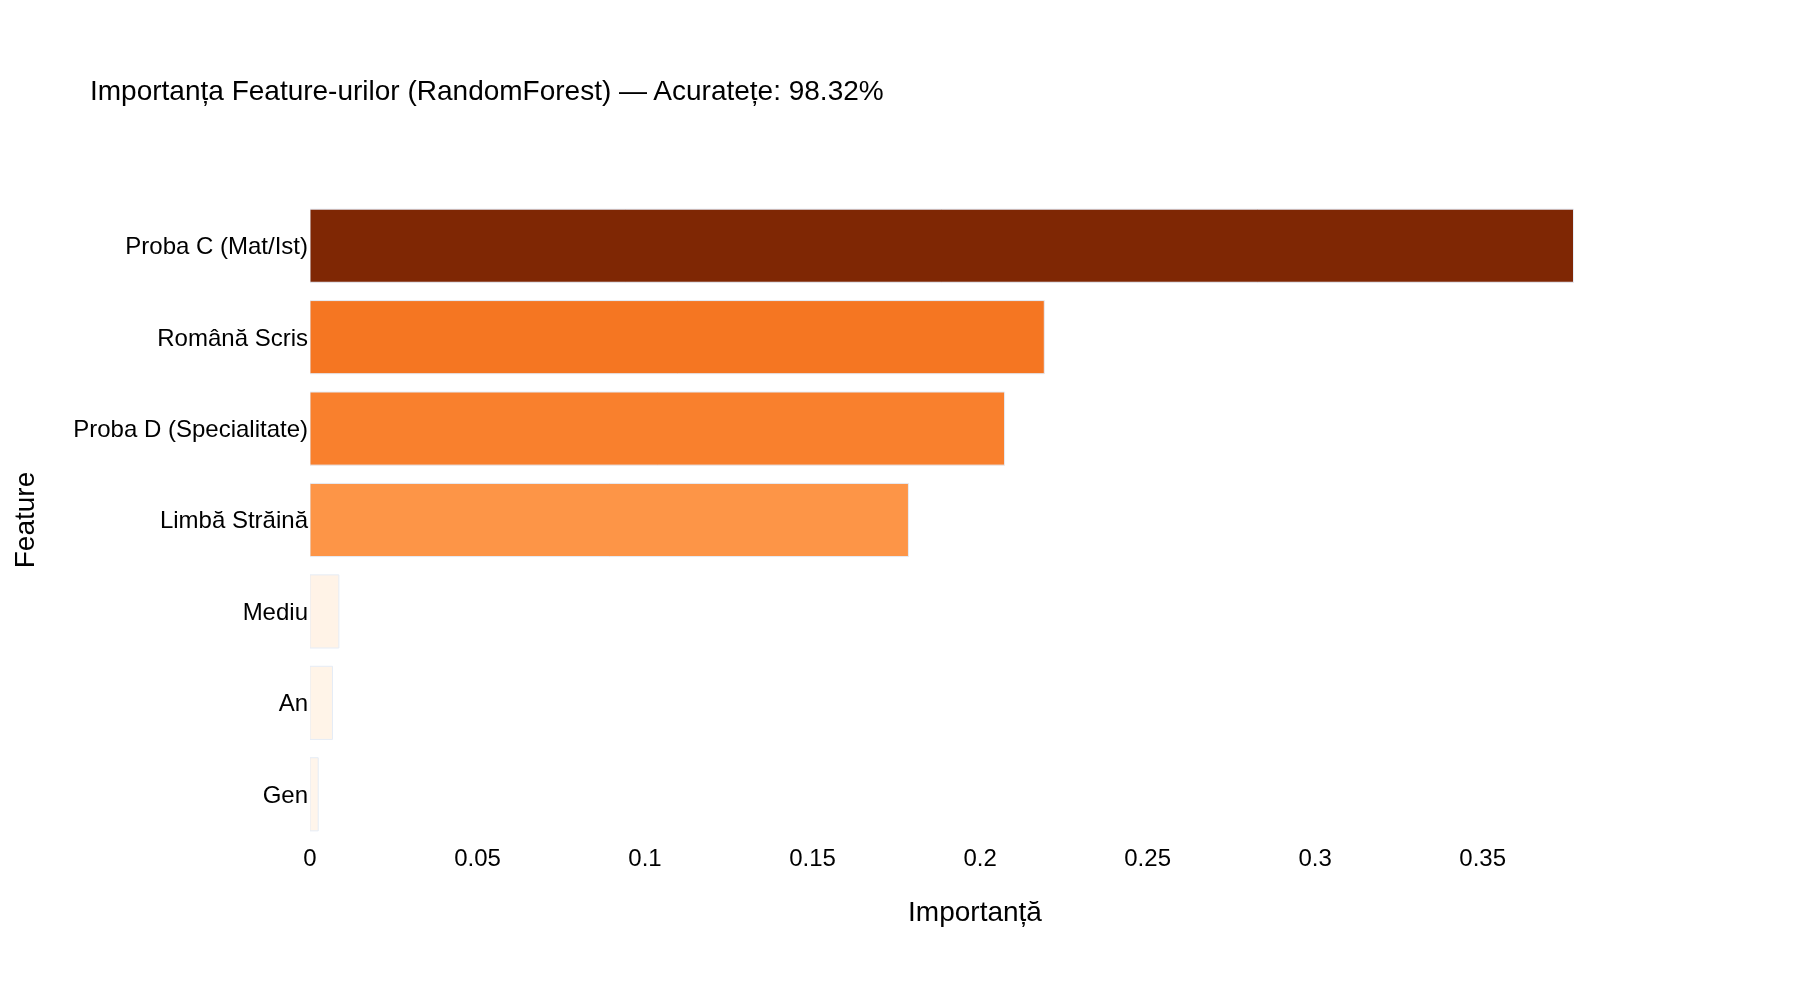 Importanța Feature-urilor (RandomForest) — Acuratețe: 98.32%
Proba C (Mat/Ist)
Română Scris
Proba D (Specialitate)
Limbă Străină
Mediu
An
Gen
Feature
0 0.05 0.1 0.15 0.2 0.25 0.3 0.35
Importanță